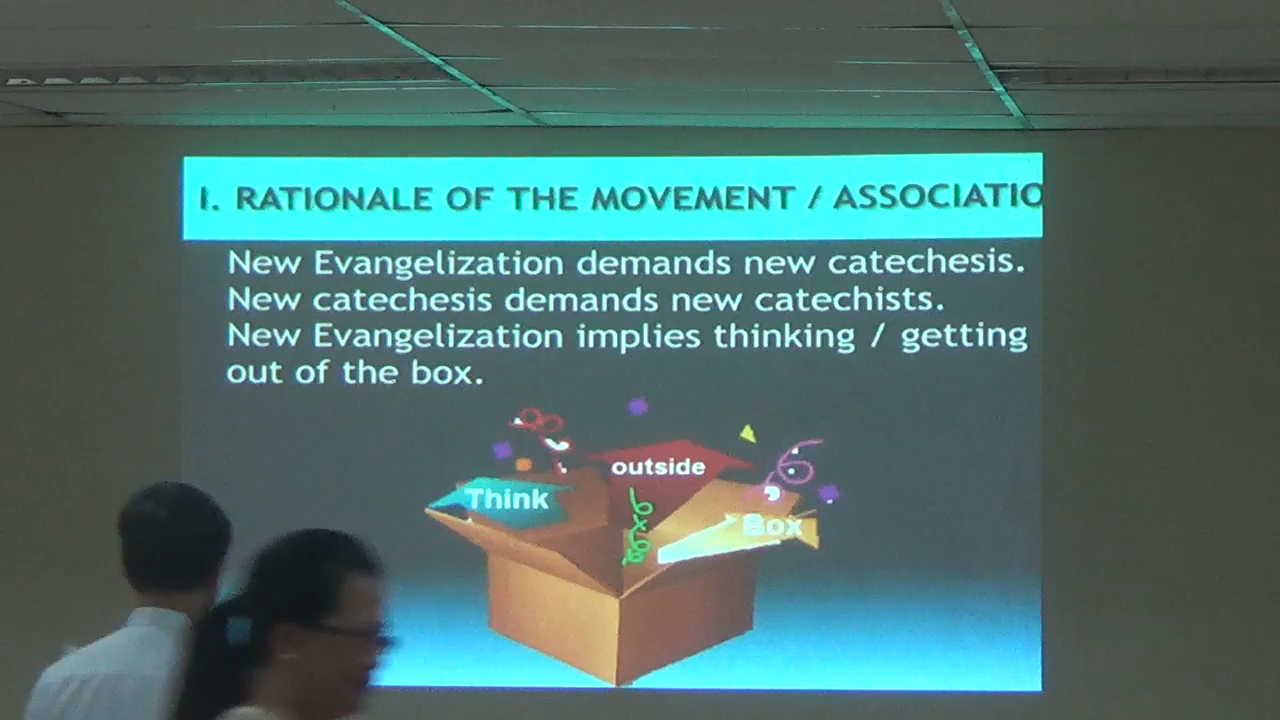 I. RATIONALE OF THE MOVEMENT / ASSOCIATIO
New Evangelization demands new catechesis.
New catechesis demands new catechists.
New Evangelization implies thinking / getting
out of the box.
outside
Think
Box